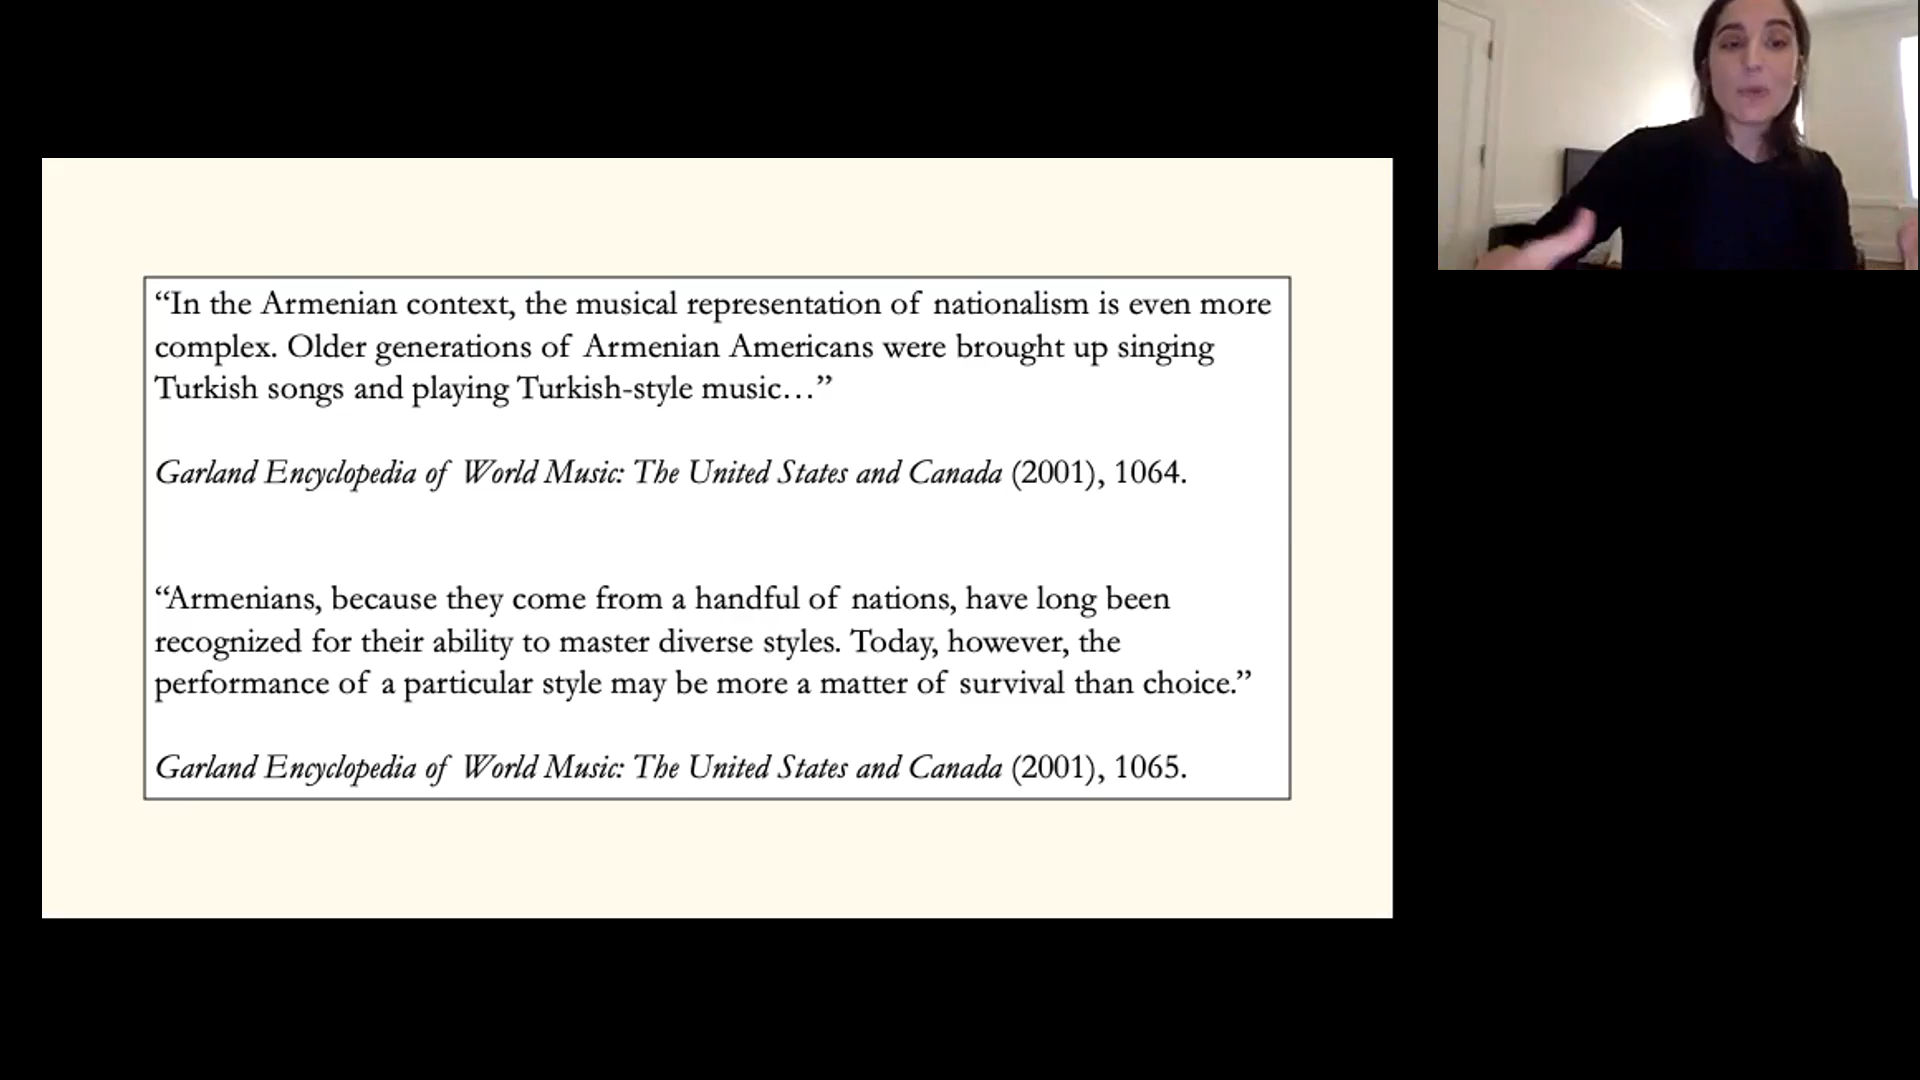 “In the Armenian context, the musical representation of nationalism is even more
complex. Older generations of Armenian Americans were brought up singing
Turkish songs and playing Turkish-style music…”
Garland Encyclopedia of World Music: The United States and Canada (2001), 1064.
“Armenians, because they come from a handful of nations, have long been
recognized for their ability to master diverse styles. Today, however, the
performance of a particular style may be more a matter of survival than choice.”
Garland Encyclopedia of World Music: The United States and Canada (2001), 1065.